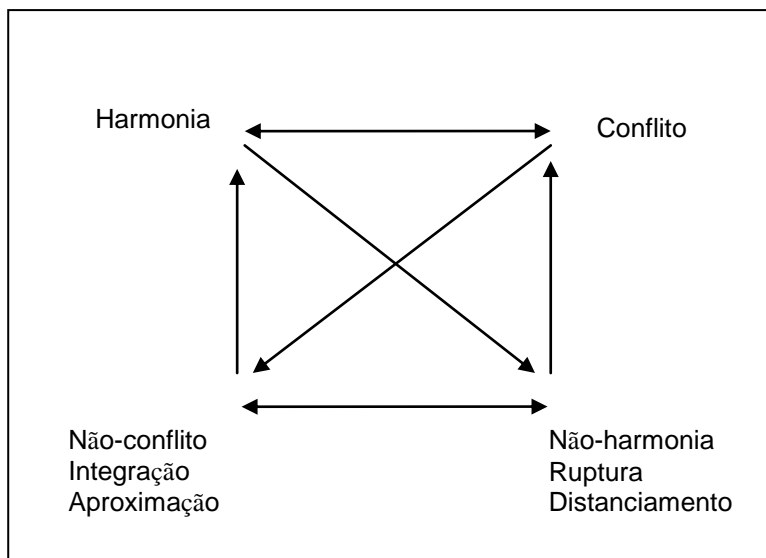 Harmonia
Conflito
Não-conflito
Integração
Aproximação
Não-harmonia
Ruptura
Distanciamento